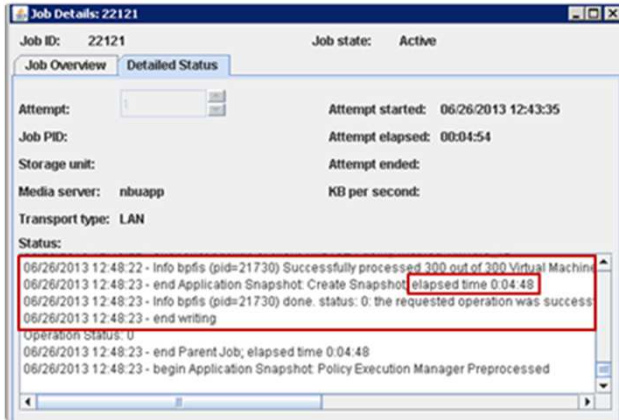 Job Details: 22121
Job ID: 22121 Job state: Active
Job Overview Detailed Status
Attempt: 1 Attempt started: 06/26/2013 12:43:35
Job PID: Attempt elapsed: 00:04:54
Storage unit: Attempt ended:
Media server: nbuapp KB per second:
Transport type: LAN
Status:
06/26/2013 12:48:22 - Info bpfis (pid=21730) Successfully processed 300 out of 300 Virtual Machine
06/26/2013 12:48:23 - end Application Snapshot: Create Snapshot; elapsed time 0:04:48
06/26/2013 12:48:23 - Info bpfis (pid=21730) done. status: 0: the requested operation was success
06/26/2013 12:48:23 - end writing
Operation Status: 0
06/26/2013 12:48:23 - end Parent Job; elapsed time 0:04:48
06/26/2013 12:48:23 - begin Application Snapshot: Policy Execution Manager Preprocessed